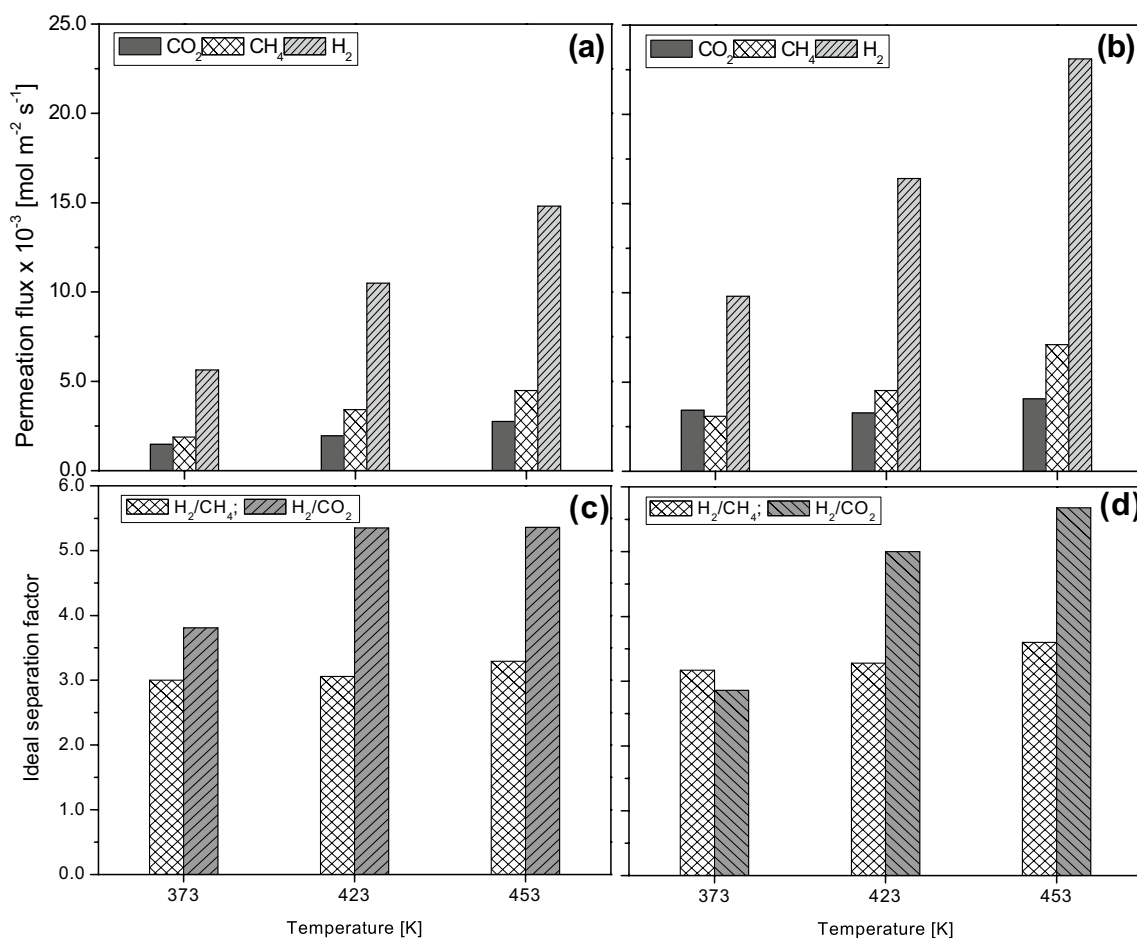 25.0
20.0
15.0
10.0
5.0
0.0
Permeation flux x 10⁻³ [mol m⁻² s⁻¹]
CO₂ CH₄ H₂
(a)
CO₂ CH₄ H₂
(b)
6.0
5.0
4.0
3.0
2.0
1.0
0.0
Ideal separation factor
H₂/CH₄; H₂/CO₂
(c)
H₂/CH₄; H₂/CO₂
(d)
373 423 453
Temperature [K]
373 423 453
Temperature [K]